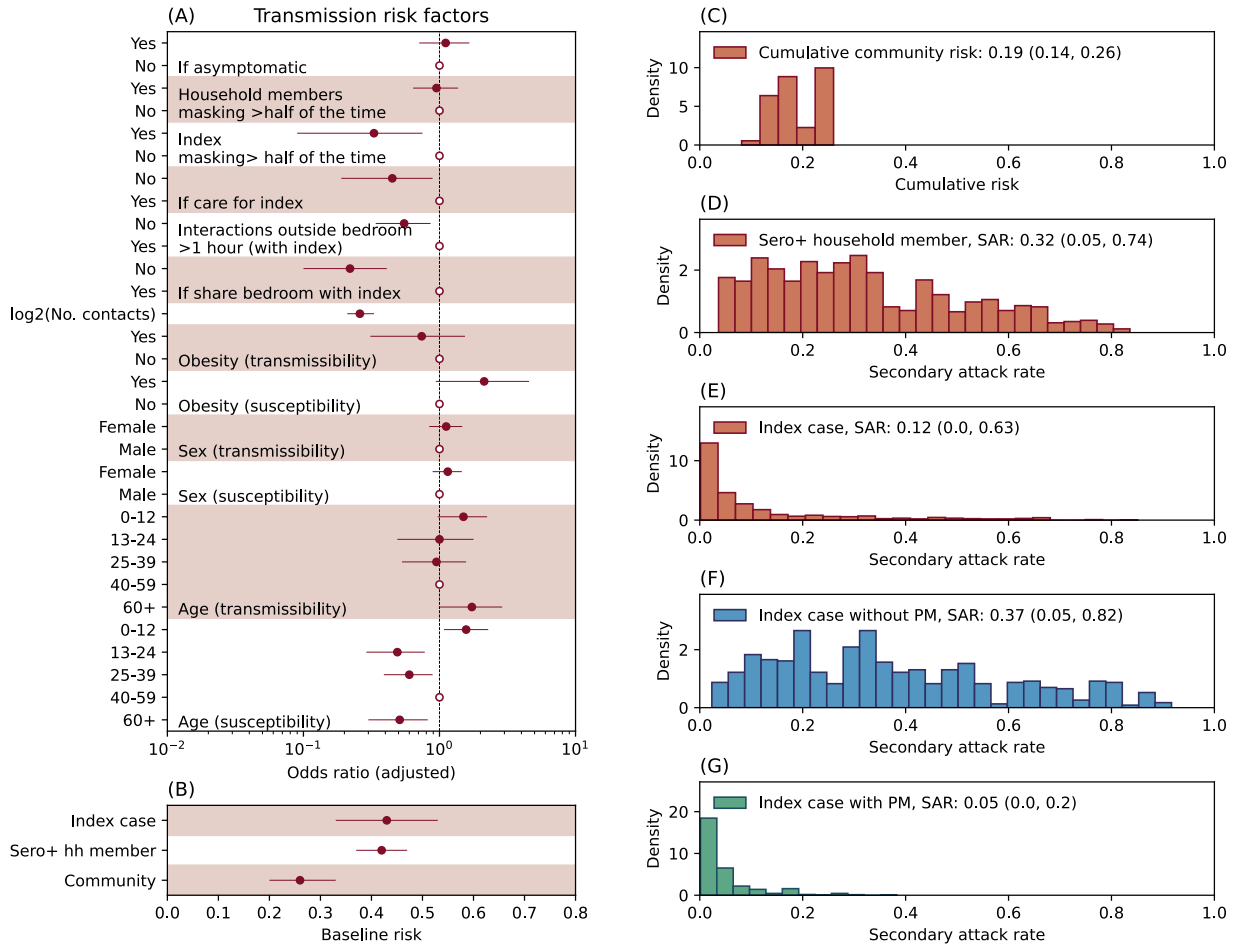 (A)
Transmission risk factors
Yes
No
If asymptomatic
Yes
Household members
No
masking >half of the time
Yes
Index
No
masking> half of the time
No
Yes
If care for index
No
Interactions outside bedroom
Yes
>1 hour (with index)
No
Yes
If share bedroom with index
log2(No. contacts)
Yes
No
Obesity (transmissibility)
Yes
No
Obesity (susceptibility)
Female
Male
Sex (transmissibility)
Female
Male
Sex (susceptibility)
0-12
13-24
25-39
40-59
60+
Age (transmissibility)
0-12
13-24
25-39
40-59
60+
Age (susceptibility)
10⁻² 10⁻¹ 10⁰ 10¹
Odds ratio (adjusted)
(B)
Index case
Sero+ hh member
Community
0.0 0.1 0.2 0.3 0.4 0.5 0.6 0.7 0.8
Baseline risk
(C)
Cumulative community risk: 0.19 (0.14, 0.26)
Density
10
5
0
0.0 0.2 0.4 0.6 0.8 1.0
Cumulative risk
(D)
Sero+ household member, SAR: 0.32 (0.05, 0.74)
Density
2
0
0.0 0.2 0.4 0.6 0.8 1.0
Secondary attack rate
(E)
Index case, SAR: 0.12 (0.0, 0.63)
Density
10
0
0.0 0.2 0.4 0.6 0.8 1.0
Secondary attack rate
(F)
Index case without PM, SAR: 0.37 (0.05, 0.82)
Density
2
0
0.0 0.2 0.4 0.6 0.8 1.0
Secondary attack rate
(G)
Index case with PM, SAR: 0.05 (0.0, 0.2)
Density
20
10
0
0.0 0.2 0.4 0.6 0.8 1.0
Secondary attack rate